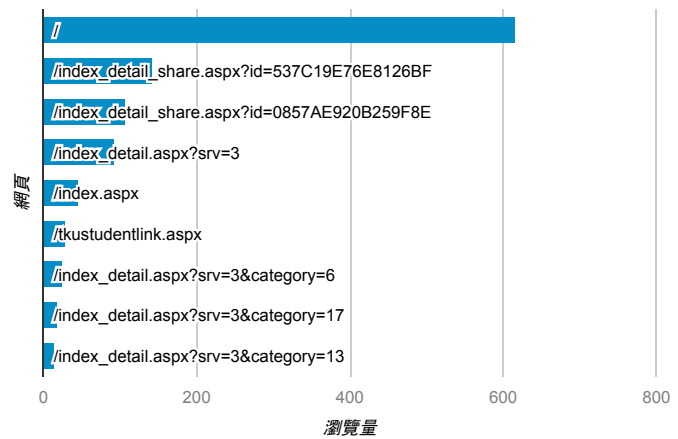 /
/index_detail_share.aspx?id=537C19E76E8126BF
/index_detail_share.aspx?id=0857AE920B259F8E
/index_detail.aspx?srv=3
/index.aspx
/tkustudentlink.aspx
/index_detail.aspx?srv=3&category=6
/index_detail.aspx?srv=3&category=17
/index_detail.aspx?srv=3&category=13
網頁
0 200 400 600 800
瀏覽量